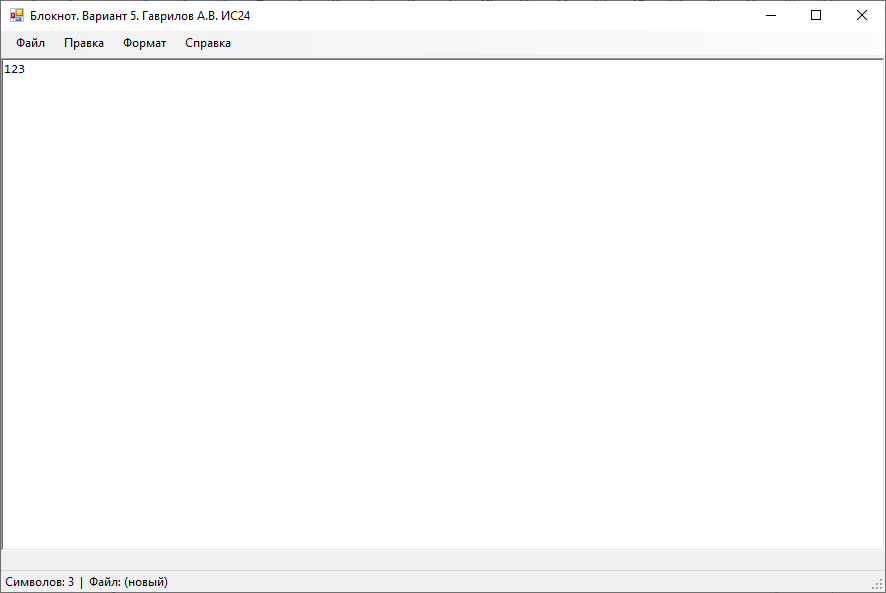 Блокнот. Вариант 5. Гаврилов А.В. ИС24
Файл Правка Формат Справка
123
Символов: 3 | Файл: (новый)